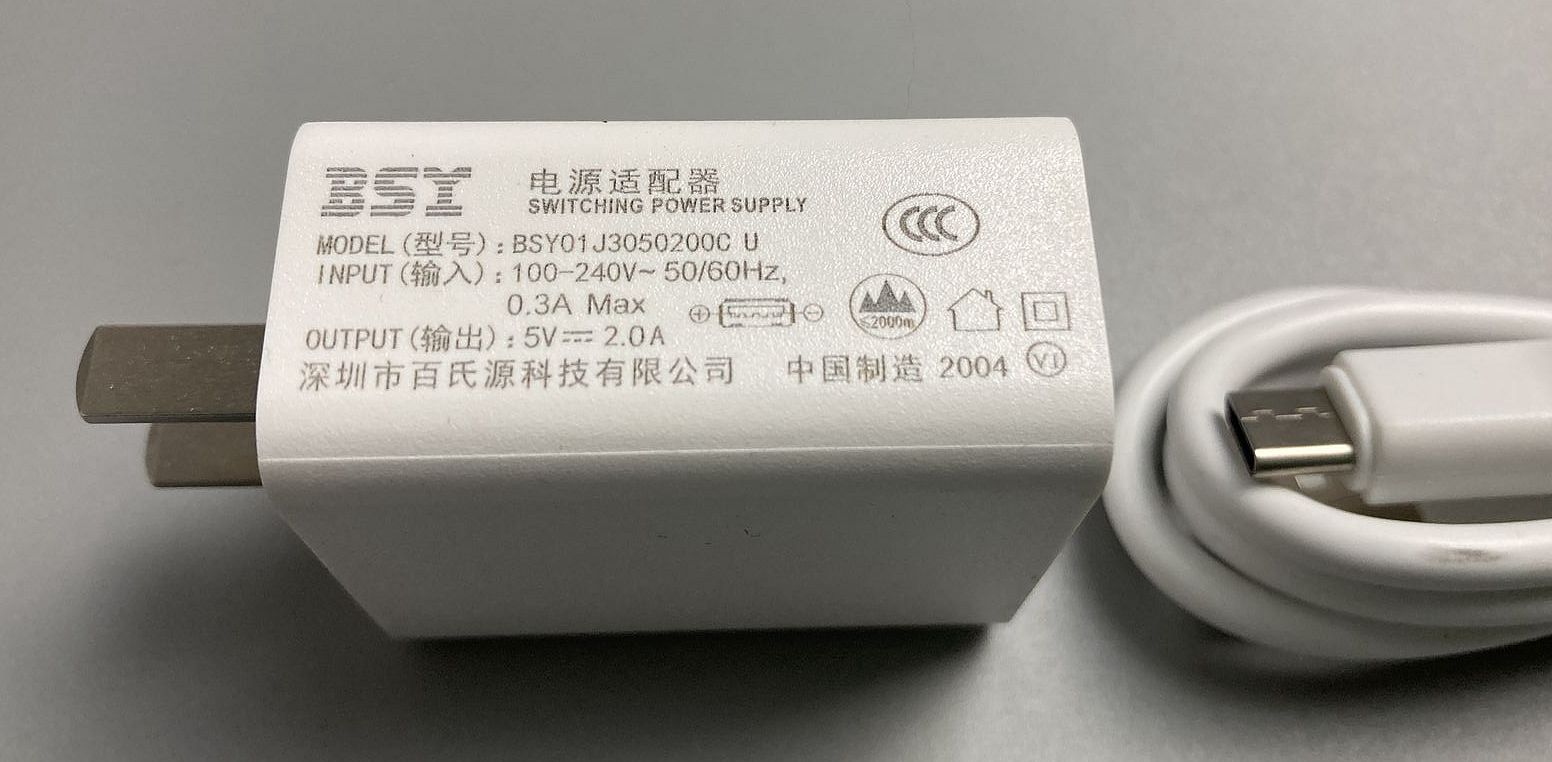 BSY
电源适配器
SWITCHING POWER SUPPLY
CCC
MODEL(型号):BSY01J3050200C U
INPUT(输入):100-240V~ 50/60Hz,
0.3A Max
≤2000m
OUTPUT(输出):5V⎓ 2.0A
深圳市百氏源科技有限公司 中国制造 2004 VI